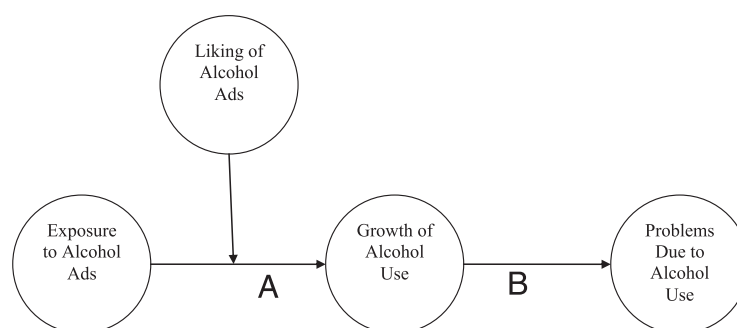 Liking of
Alcohol
Ads
Exposure
to Alcohol
Ads
A
Growth of
Alcohol
Use
B
Problems
Due to
Alcohol
Use